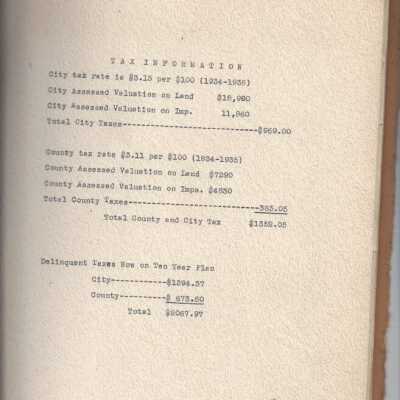 TAX INFORMATION
City tax rate is $3.15 per $100 (1934-1935)
City Assessed Valuation on Land $18,990
City Assessed Valuation on Imp. 11,860
Total City Taxes---------------------------$969.00
County tax rate $3.11 per $100 (1934-1935)
County Assessed Valuation on Land $7290
County Assessed Valuation on Imps. $4830
Total County Taxes--------------------------383.05
Total County and City Tax $1352.05
Delinquent Taxes Now on Ten Year Plan
City-----------$1394.37
County---------$ 673.60
Total $2067.97